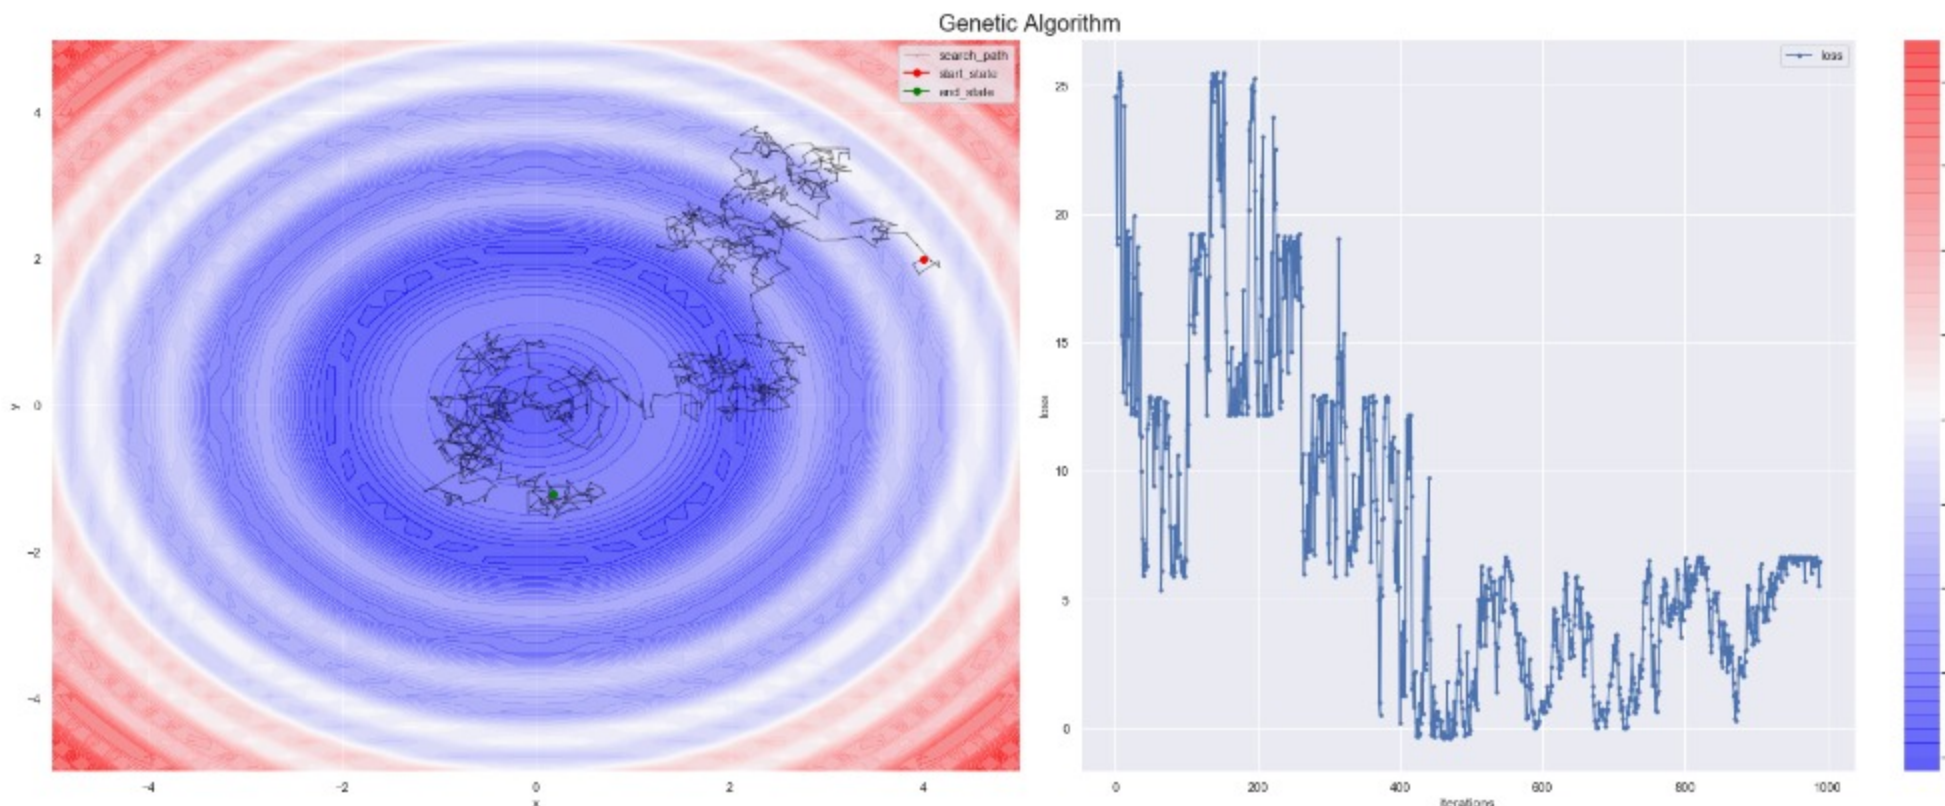 Genetic Algorithm
search_path
start_state
end_state
4
2
0
−2
−4
y
−4
−2
0
2
4
x
loss
25
20
15
10
5
0
loss
0
200
400
600
800
1000
iterations